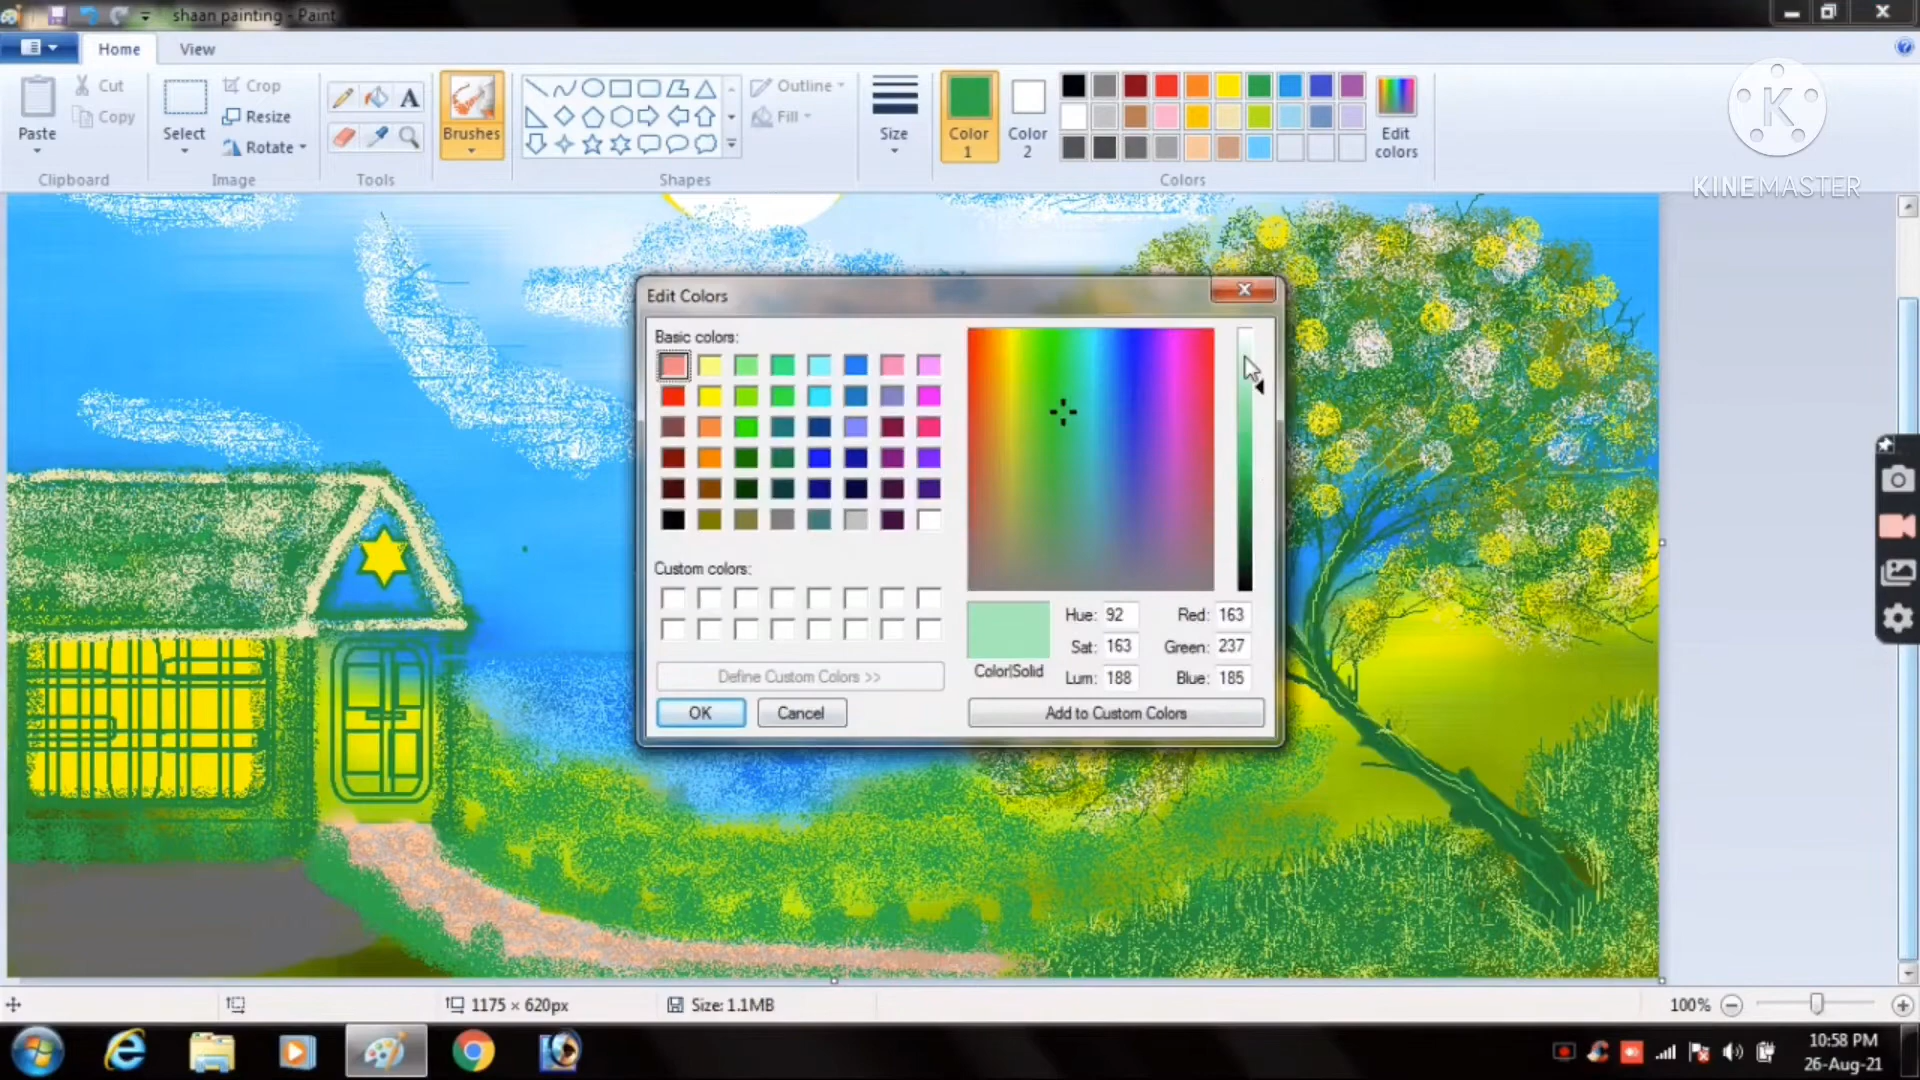 shaan painting - Paint
Home
View
Paste
Cut
Copy
Clipboard
Select
Crop
Resize
Rotate
Image
A
Tools
Brushes
Outline
Fill
Shapes
Size
Color 1
Color 2
Edit colors
Colors
K
KINEMASTER
Edit Colors
Basic colors:
Custom colors:
Define Custom Colors >>
OK
Cancel
Color|Solid
Hue: 92
Sat: 163
Lum: 188
Red: 163
Green: 237
Blue: 185
Add to Custom Colors
1175 × 620px
Size: 1.1MB
100%
10:58 PM
26-Aug-21